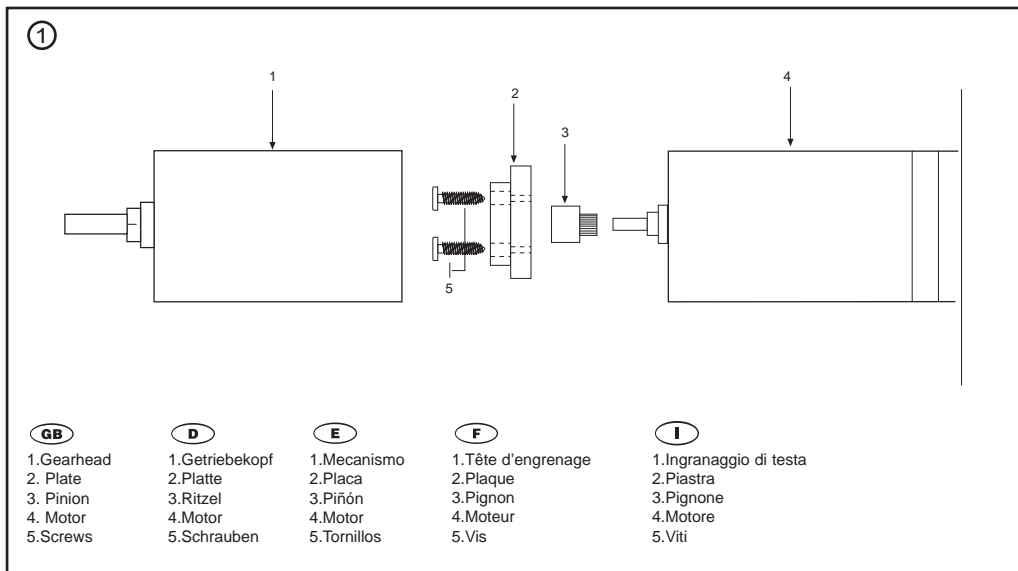 1
1
2
3
4
5
GB
1.Gearhead
2. Plate
3. Pinion
4. Motor
5.Screws
D
1.Getriebekopf
2.Platte
3.Ritzel
4.Motor
5.Schrauben
E
1.Mecanismo
2.Placa
3.Piñón
4.Motor
5.Tornillos
F
1.Tête d’engrenage
2.Plaque
3.Pignon
4.Moteur
5.Vis
I
1.Ingranaggio di testa
2.Piastra
3.Pignone
4.Motore
5.Viti